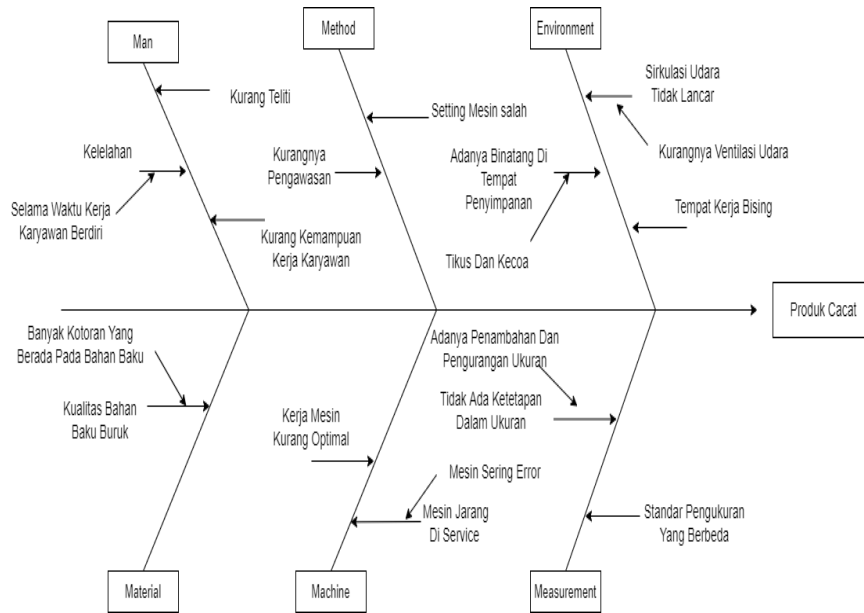 Man
Method
Environment
Kurang Teliti
Kelelahan
Selama Waktu Kerja
Karyawan Berdiri
Kurang Kemampuan
Kerja Karyawan
Setting Mesin salah
Kurangnya
Pengawasan
Sirkulasi Udara
Tidak Lancar
Kurangnya Ventilasi Udara
Adanya Binatang Di
Tempat
Penyimpanan
Tikus Dan Kecoa
Tempat Kerja Bising
Produk Cacat
Banyak Kotoran Yang
Berada Pada Bahan Baku
Kualitas Bahan
Baku Buruk
Kerja Mesin
Kurang Optimal
Mesin Sering Error
Mesin Jarang
Di Service
Adanya Penambahan Dan
Pengurangan Ukuran
Tidak Ada Ketetapan
Dalam Ukuran
Standar Pengukuran
Yang Berbeda
Material
Machine
Measurement